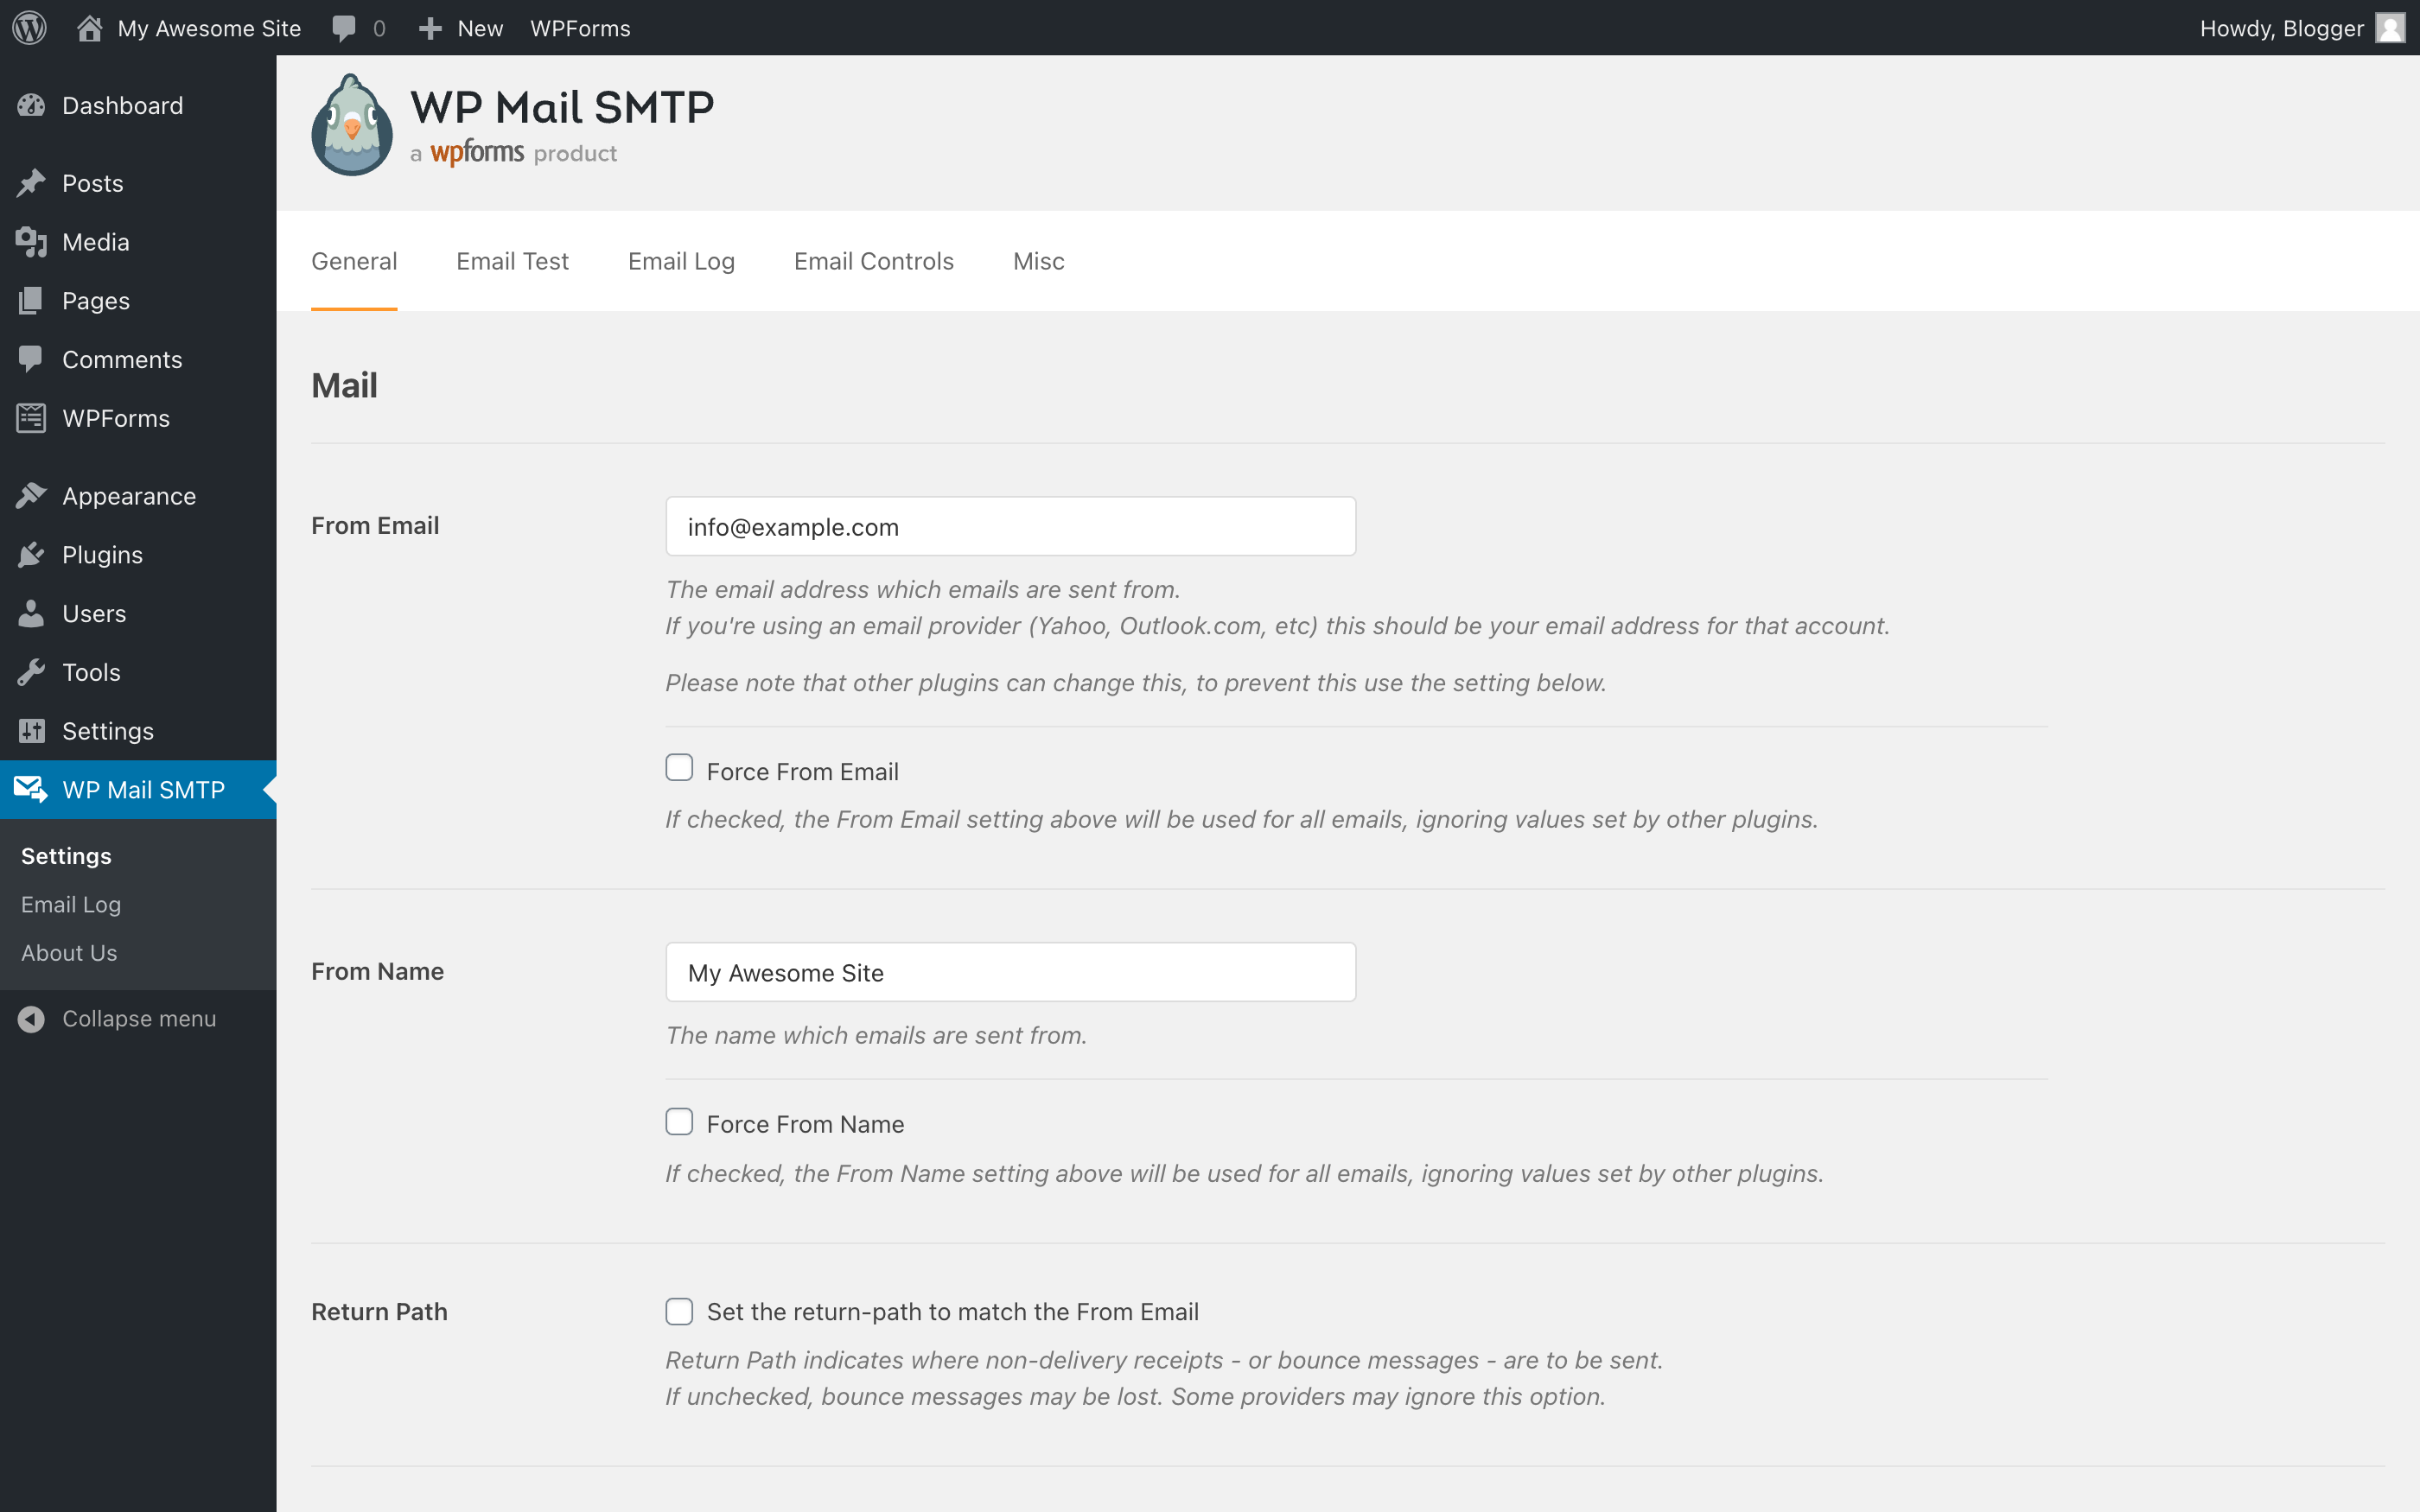 My Awesome Site 0 New WPForms Howdy, Blogger
Dashboard
Posts
Media
Pages
Comments
WPForms
Appearance
Plugins
Users
Tools
Settings
WP Mail SMTP
Settings
Email Log
About Us
Collapse menu
WP Mail SMTP
a wpforms product
General Email Test Email Log Email Controls Misc
Mail
From Email
info@example.com
The email address which emails are sent from.
If you're using an email provider (Yahoo, Outlook.com, etc) this should be your email address for that account.
Please note that other plugins can change this, to prevent this use the setting below.
Force From Email
If checked, the From Email setting above will be used for all emails, ignoring values set by other plugins.
From Name
My Awesome Site
The name which emails are sent from.
Force From Name
If checked, the From Name setting above will be used for all emails, ignoring values set by other plugins.
Return Path
Set the return-path to match the From Email
Return Path indicates where non-delivery receipts - or bounce messages - are to be sent.
If unchecked, bounce messages may be lost. Some providers may ignore this option.